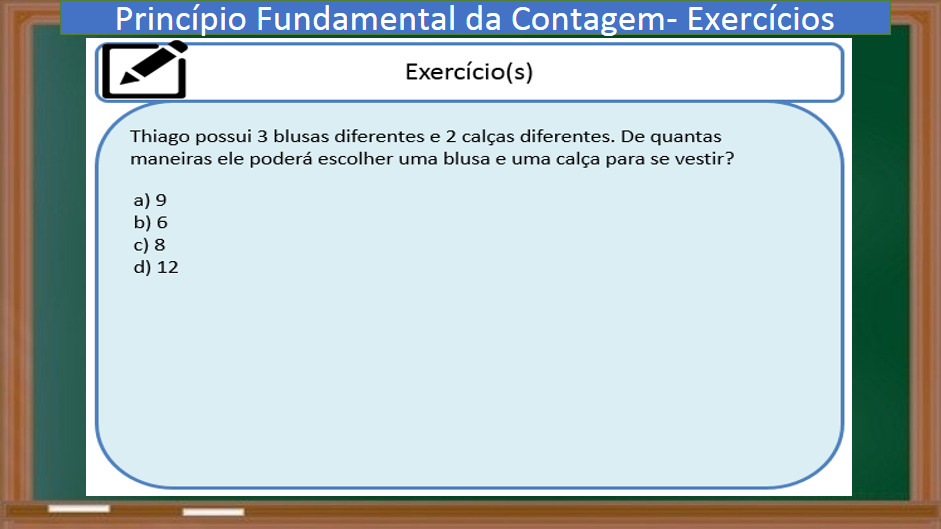 Princípio Fundamental da Contagem- Exercícios
Exercício(s)
Thiago possui 3 blusas diferentes e 2 calças diferentes. De quantas
maneiras ele poderá escolher uma blusa e uma calça para se vestir?
a) 9
b) 6
c) 8
d) 12